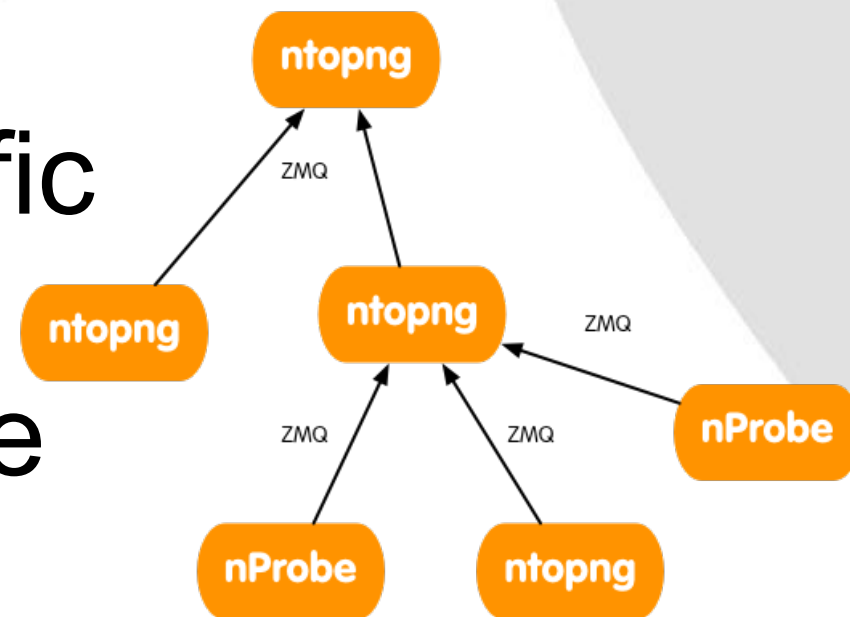 ntopng
ZMQ
fic
ntopng
ntopng
ZMQ
e
ZMQ
ZMQ
nProbe
nProbe
ntopng